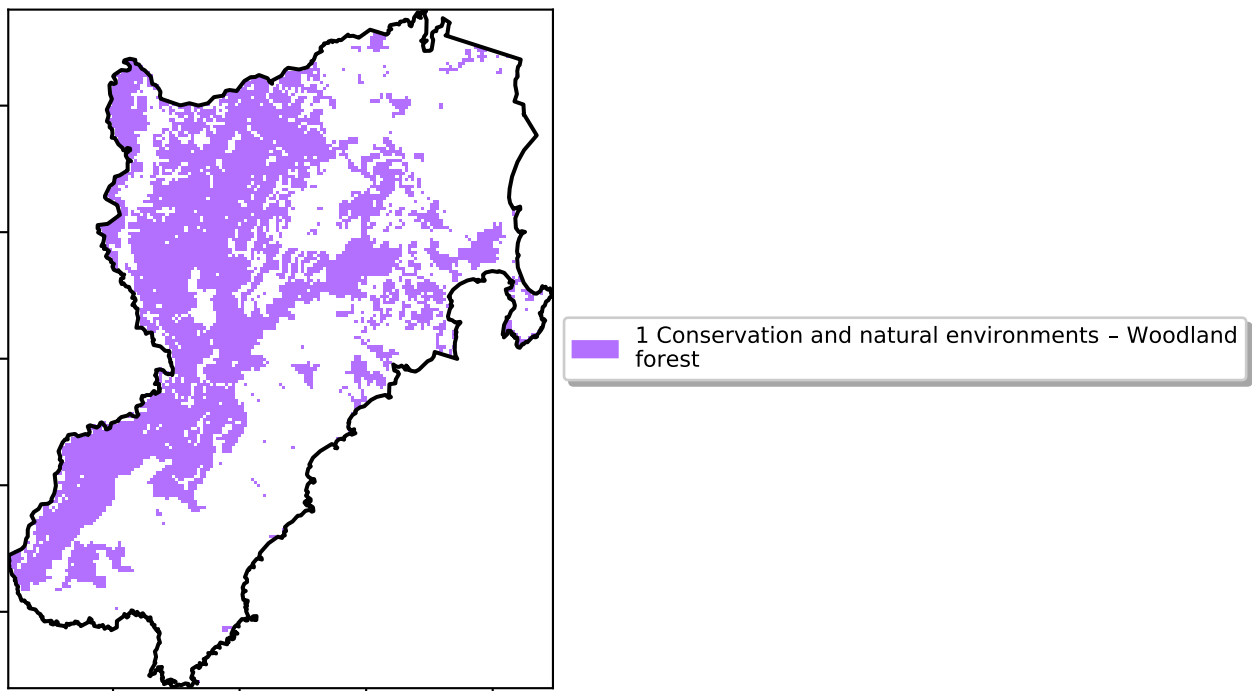 1 Conservation and natural environments – Woodland
forest